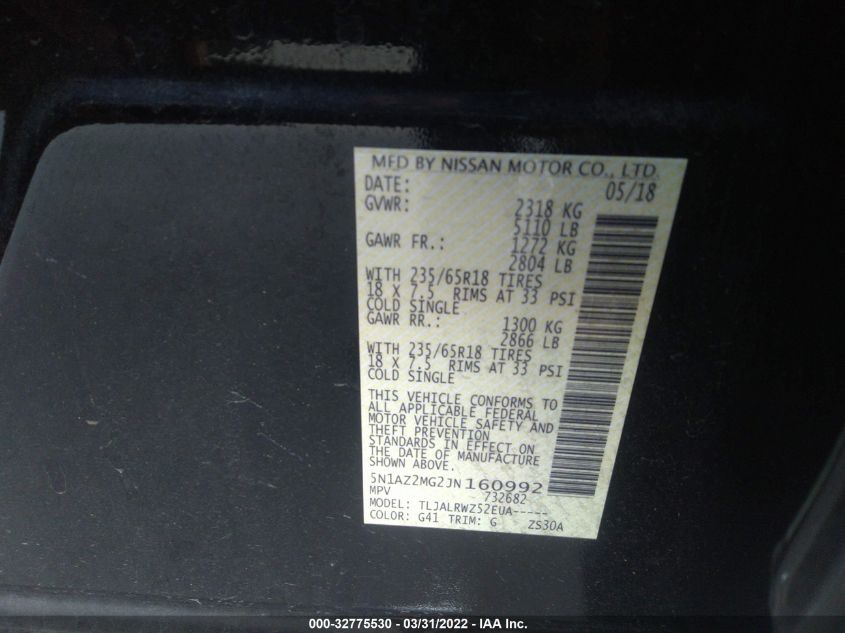 MFD BY NISSAN MOTOR CO., LTD.
DATE: 05/18
GVWR: 2318 KG
5110 LB
GAWR FR.: 1272 KG
2804 LB
WITH 235/65R18 TIRES
18 X 7.5 RIMS AT 33 PSI
COLD SINGLE
GAWR RR.: 1300 KG
2866 LB
WITH 235/65R18 TIRES
18 X 7.5 RIMS AT 33 PSI
COLD SINGLE
THIS VEHICLE CONFORMS TO
ALL APPLICABLE FEDERAL
MOTOR VEHICLE SAFETY AND
THEFT PREVENTION
STANDARDS IN EFFECT ON
THE DATE OF MANUFACTURE
SHOWN ABOVE.
5N1AZ2MG2JN160992
MPV 732682
MODEL: TLJALRWZ52EUA-----
COLOR: G41 TRIM: G ZS30A
000-32775530 - 03/31/2022 - IAA Inc.